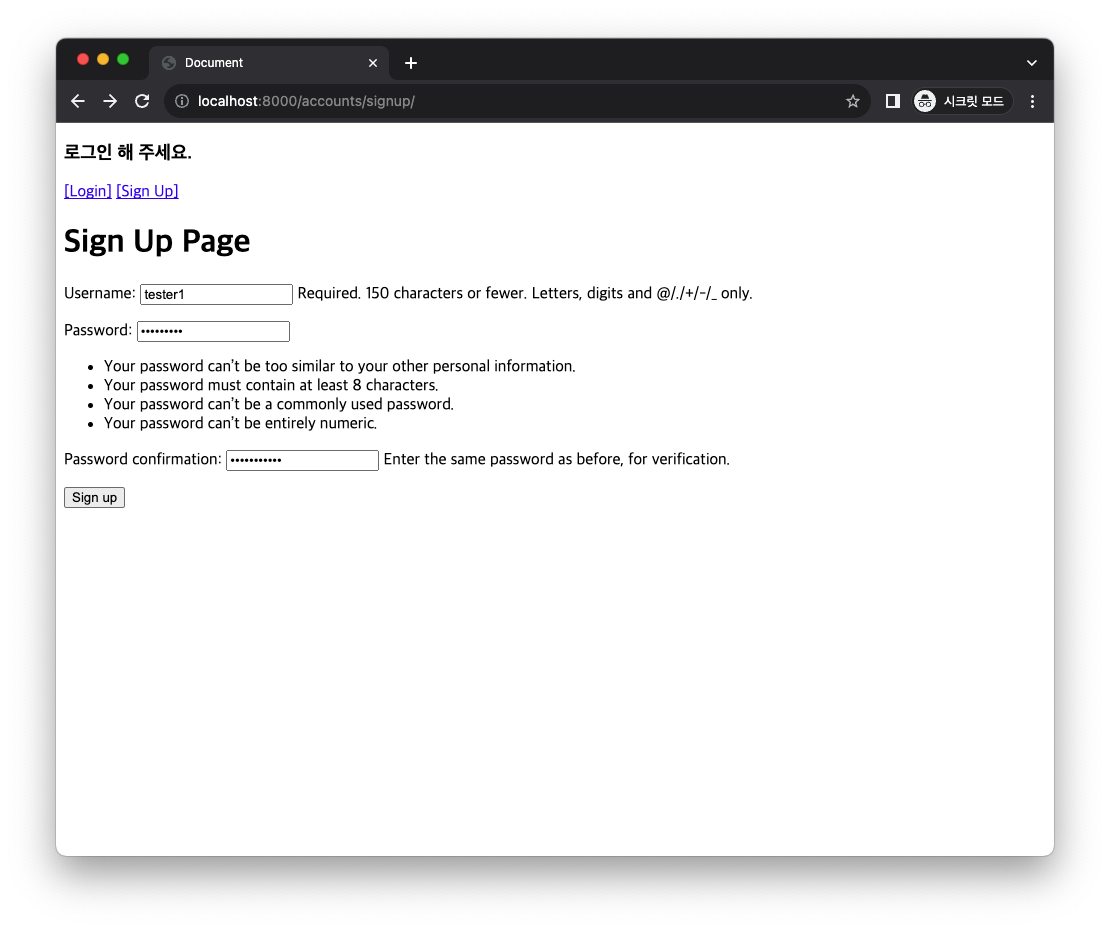 Document
localhost:8000/accounts/signup/
시크릿 모드
로그인 해 주세요.
[Login] [Sign Up]
Sign Up Page
Username: tester1 Required. 150 characters or fewer. Letters, digits and @/./+/-/_ only.
Password: •••••••••
• Your password can’t be too similar to your other personal information.
• Your password must contain at least 8 characters.
• Your password can’t be a commonly used password.
• Your password can’t be entirely numeric.
Password confirmation: ••••••••••• Enter the same password as before, for verification.
Sign up